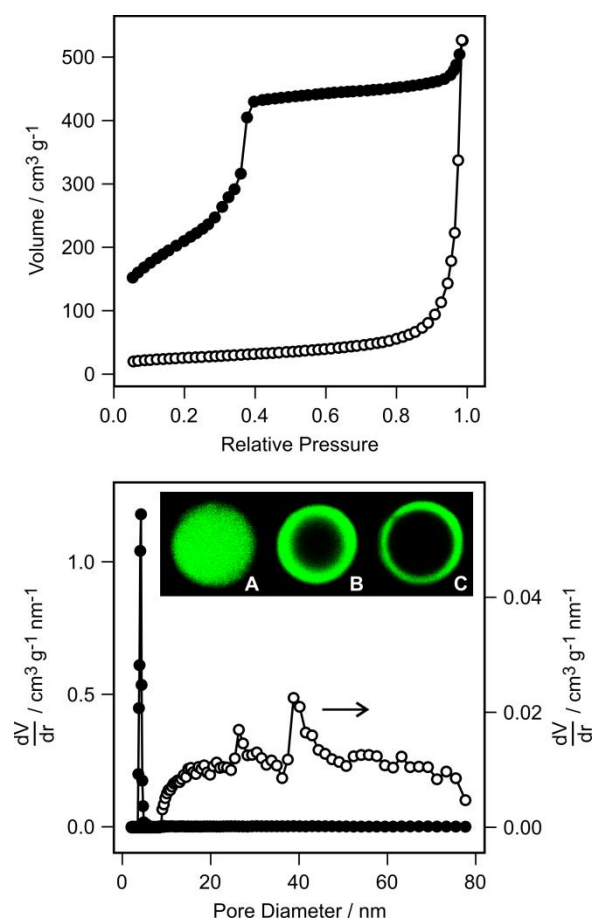 500
400
300
200
100
0
Volume / cm³ g⁻¹
0.0 0.2 0.4 0.6 0.8 1.0
Relative Pressure
A B C
1.0
0.5
0.0
dV/dr / cm³ g⁻¹ nm⁻¹
0.04
0.02
0.00
dV/dr / cm³ g⁻¹ nm⁻¹
0 20 40 60 80
Pore Diameter / nm